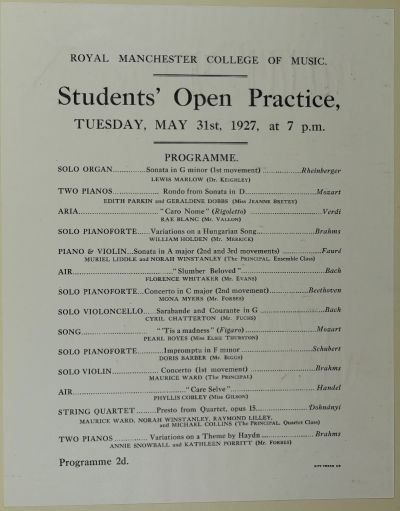 ROYAL MANCHESTER COLLEGE OF MUSIC.
Students' Open Practice,
TUESDAY, MAY 31st, 1927, at 7 p.m.
PROGRAMME.
SOLO ORGAN..............Sonata in G minor (1st movement) ................Rheinberger
LEWIS MARLOW (Dr. Keighley)
TWO PIANOS.................... Rondo from Sonata in D..............................Mozart
EDITH PARKIN and GERALDINE DOBBS (Miss Jeanne Bretey)
ARIA................................ "Caro Nome" (Rigoletto) ................................Verdi
RAE BLANC (Mr. Vallon)
SOLO PIANOFORTE......Variations on a Hungarian Song......................Brahms
WILLIAM HOLDEN (Mr. Merrick)
PIANO & VIOLIN...Sonata in A major (2nd and 3rd movements) ................Fauré
MURIEL LIDDLE and NORAH WINSTANLEY (The Principal, Ensemble Class)
AIR....................................."Slumber Beloved"................................Bach
FLORENCE WHITAKER (Mr. Evans)
SOLO PIANOFORTE...Concerto in C major (2nd movement) ............Beethoven
MONA MYERS (Mr. Forbes)
SOLO VIOLONCELLO......Sarabande and Courante in G ......................Bach
CYRIL CHATTERTON (Mr. Fuchs)
SONG..............................."'Tis a madness" (Figaro)..........................Mozart
PEARL BOYES (Miss Elsie Thurston)
SOLO PIANOFORTE............Impromptu in F minor............................Schubert
DORIS BARBER (Mr. Biggs)
SOLO VIOLIN....................Concerto (1st movement) ............................Brahms
MAURICE WARD (The Principal)
AIR........................................"Care Selve"....................................Handel
PHYLLIS COBLEY (Miss Gilson)
STRING QUARTET .........Presto from Quartet, opus 15....................Dohnányi
MAURICE WARD, NORAH WINSTANLEY, RAYMOND LILLEY,
and MICHAEL COLLINS (The Principal, Quartet Class)
TWO PIANOS ............... Variations on a Theme by Haydn......................Brahms
ANNIE SNOWBALL and KATHLEEN PORRITT (Mr. Forbes)
Programme 2d.